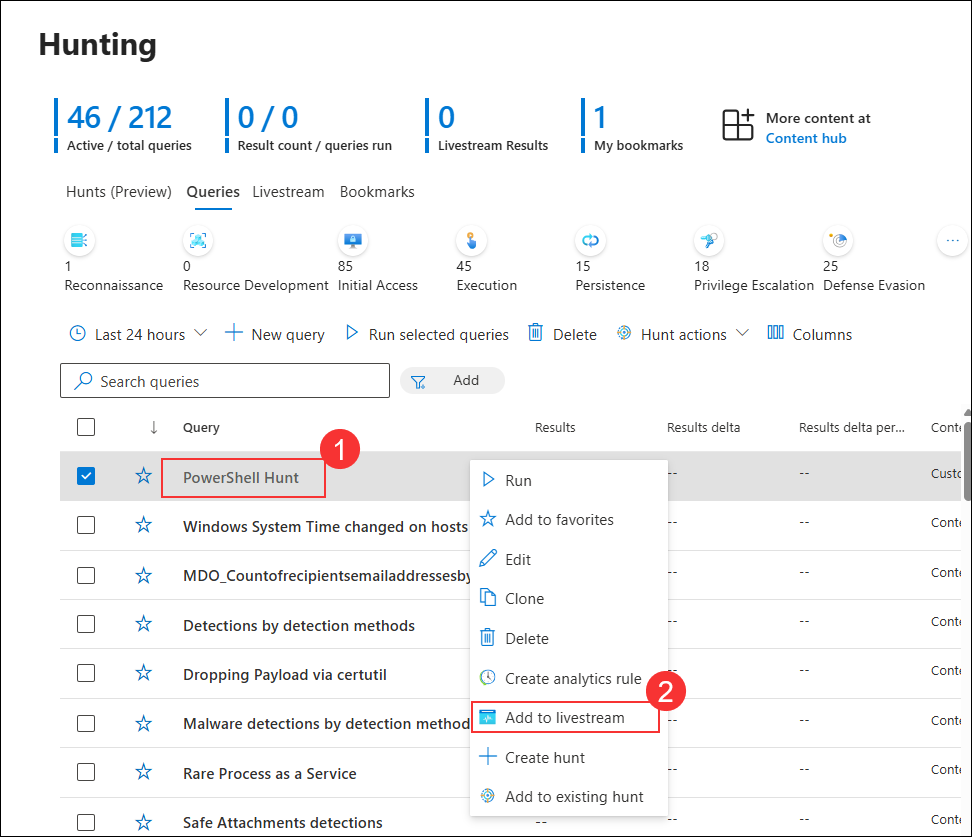 Hunting
46 / 212
Active / total queries
0 / 0
Result count / queries run
0
Livestream Results
1
My bookmarks
More content at
Content hub
Hunts (Preview) Queries Livestream Bookmarks
1
Reconnaissance
0
Resource Development
85
Initial Access
45
Execution
15
Persistence
18
Privilege Escalation
25
Defense Evasion
Last 24 hours New query Run selected queries Delete Hunt actions Columns
Search queries Add
↓ Query Results Results delta Results delta per... Conte
1
PowerShell Hunt -- -- Custo
Windows System Time changed on hosts -- -- Conte
MDO_Countofrecipientsemailaddressesby -- -- Conte
Detections by detection methods -- -- Conte
Dropping Payload via certutil -- -- Conte
Malware detections by detection method -- -- Conte
Rare Process as a Service -- -- Conte
Safe Attachments detections -- -- -- Conte
Run
Add to favorites
Edit
Clone
Delete
Create analytics rule
2
Add to livestream
Create hunt
Add to existing hunt